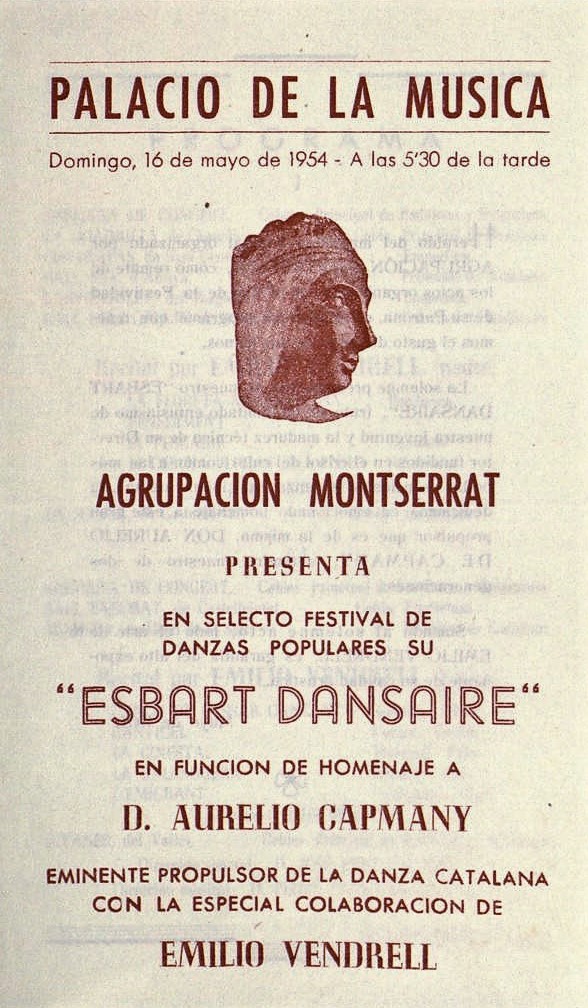 PALACIO DE LA MUSICA
Domingo, 16 de mayo de 1954 - A las 5'30 de la tarde
AGRUPACION MONTSERRAT
PRESENTA
EN SELECTO FESTIVAL DE
DANZAS POPULARES SU
“ESBART DANSAIRE“
EN FUNCION DE HOMENAJE A
D. AURELIO CAPMANY
EMINENTE PROPULSOR DE LA DANZA CATALANA
CON LA ESPECIAL COLABORACION DE
EMILIO VENDRELL